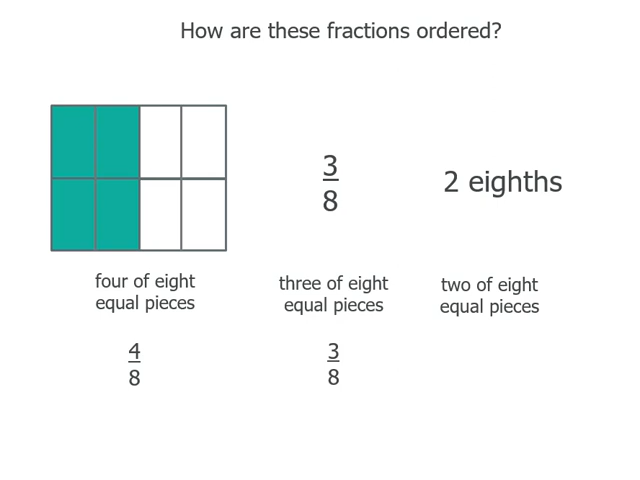 How are these fractions ordered?
3
8
2 eighths
four of eight
equal pieces
three of eight
equal pieces
two of eight
equal pieces
4
8
3
8